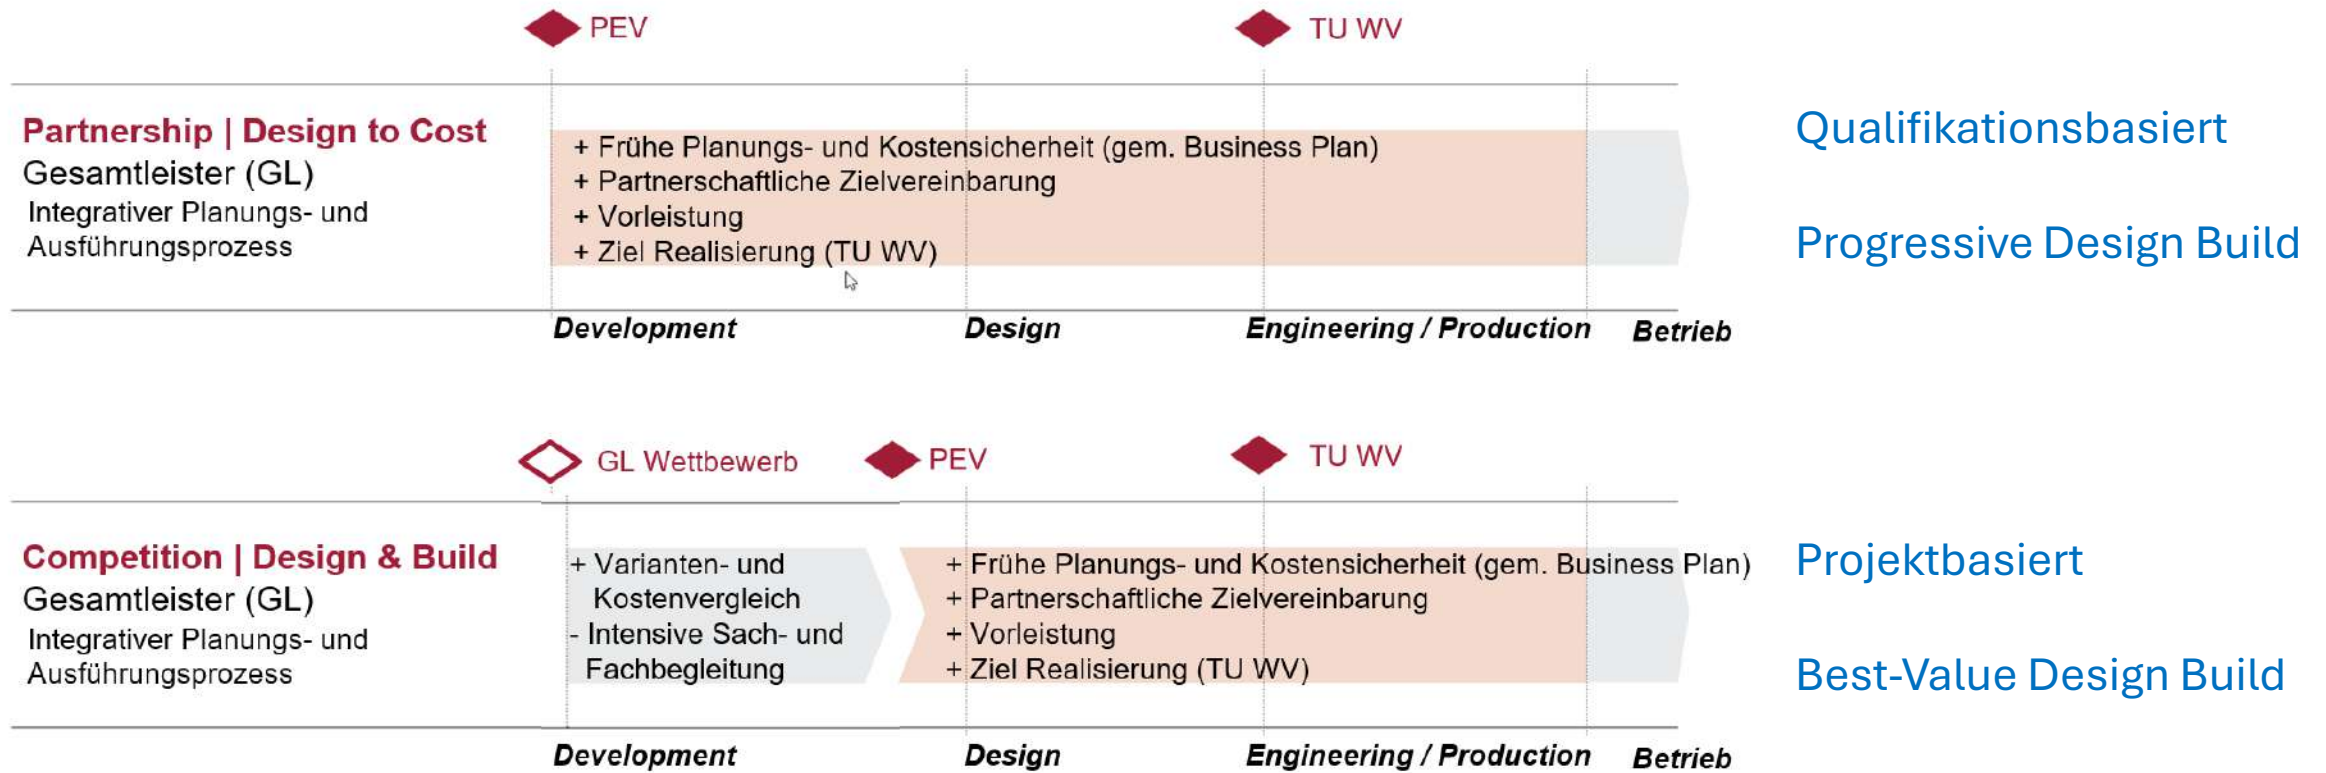 PEV
TU WV
Partnership | Design to Cost
Gesamtleister (GL)
Integrativer Planungs- und
Ausführungsprozess
+ Frühe Planungs- und Kostensicherheit (gem. Business Plan)
+ Partnerschaftliche Zielvereinbarung
+ Vorleistung
+ Ziel Realisierung (TU WV)
Qualifikationsbasiert
Progressive Design Build
Development
Design
Engineering / Production
Betrieb
GL Wettbewerb
PEV
TU WV
Competition | Design & Build
Gesamtleister (GL)
Integrativer Planungs- und
Ausführungsprozess
+ Varianten- und
Kostenvergleich
- Intensive Sach- und
Fachbegleitung
+ Frühe Planungs- und Kostensicherheit (gem. Business Plan)
+ Partnerschaftliche Zielvereinbarung
+ Vorleistung
+ Ziel Realisierung (TU WV)
Projektbasiert
Best-Value Design Build
Development
Design
Engineering / Production
Betrieb